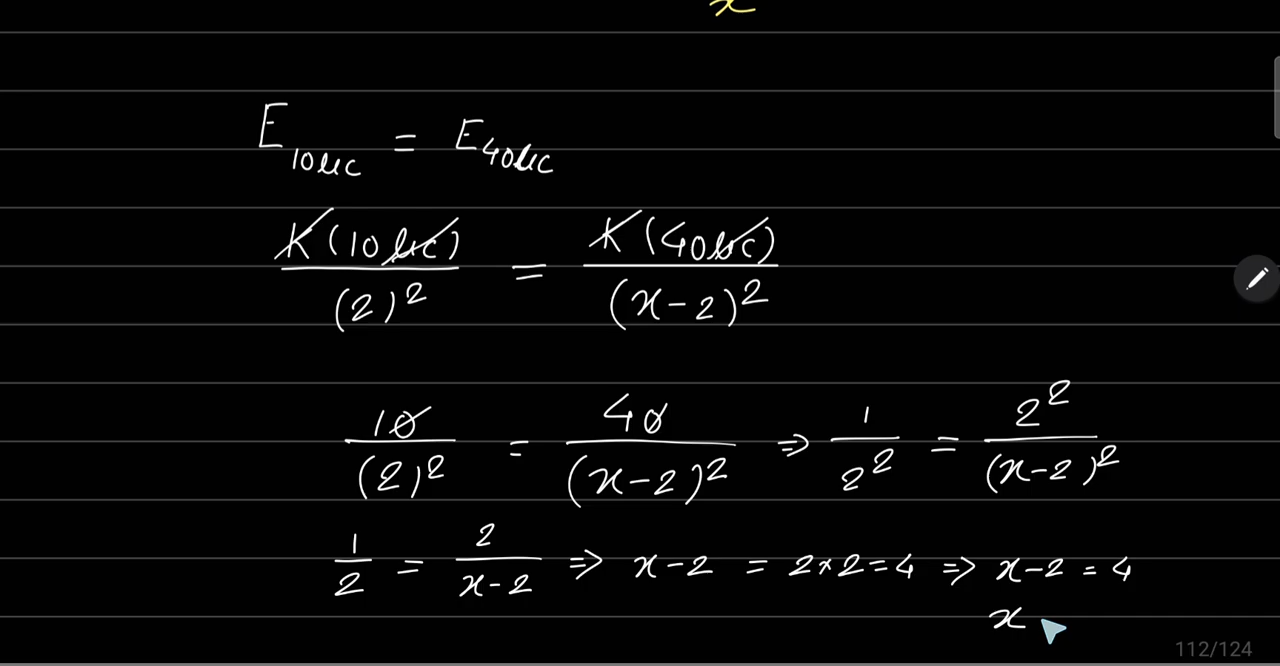 x
E₁₀μc = E₄₀μc
K(10μc)/(2)² = K(40μc)/(x-2)²
10/(2)² = 40/(x-2)² ⇒ 1/2² = 2²/(x-2)²
1/2 = 2/x-2 ⇒ x-2 = 2×2=4 ⇒ x-2=4
x
112/124